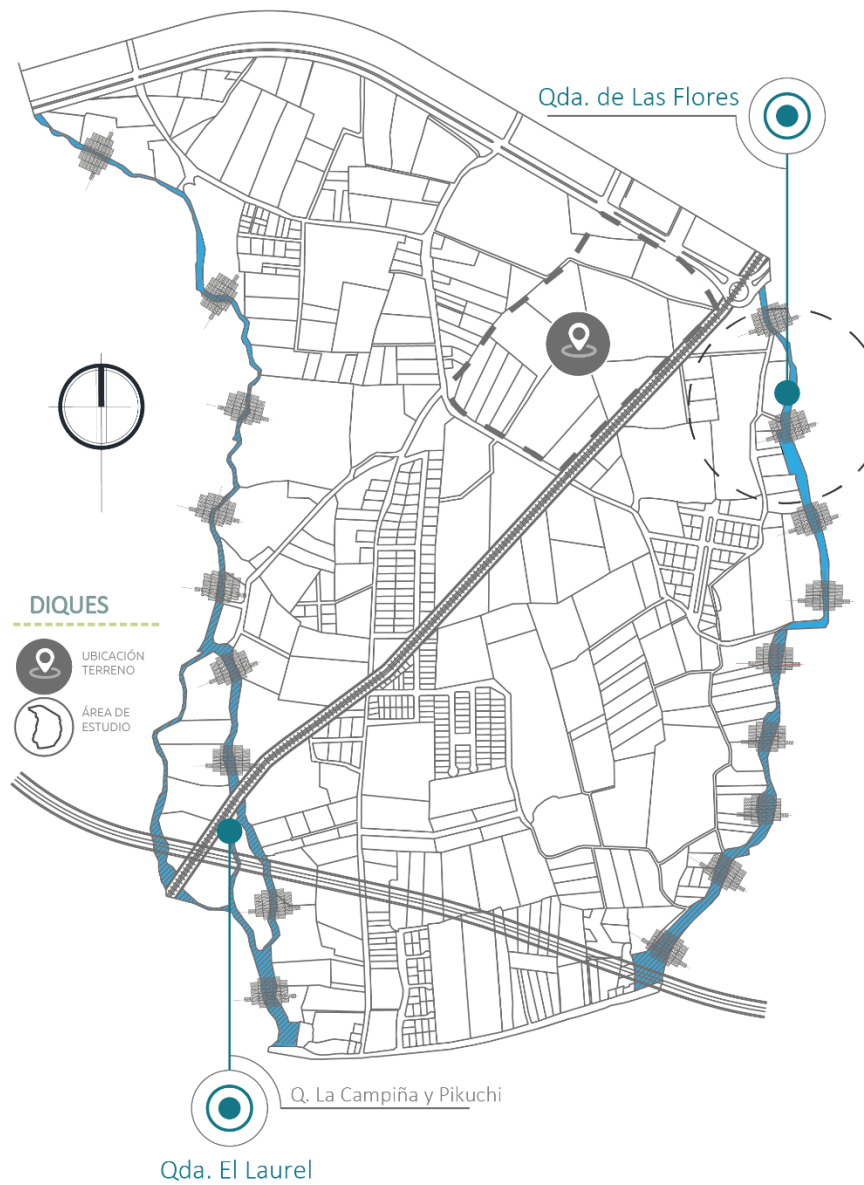 Qda. de Las Flores
DIQUES
UBICACIÓN
TERRENO
ÁREA DE
ESTUDIO
Q. La Campiña y Pikuchi
Qda. El Laurel